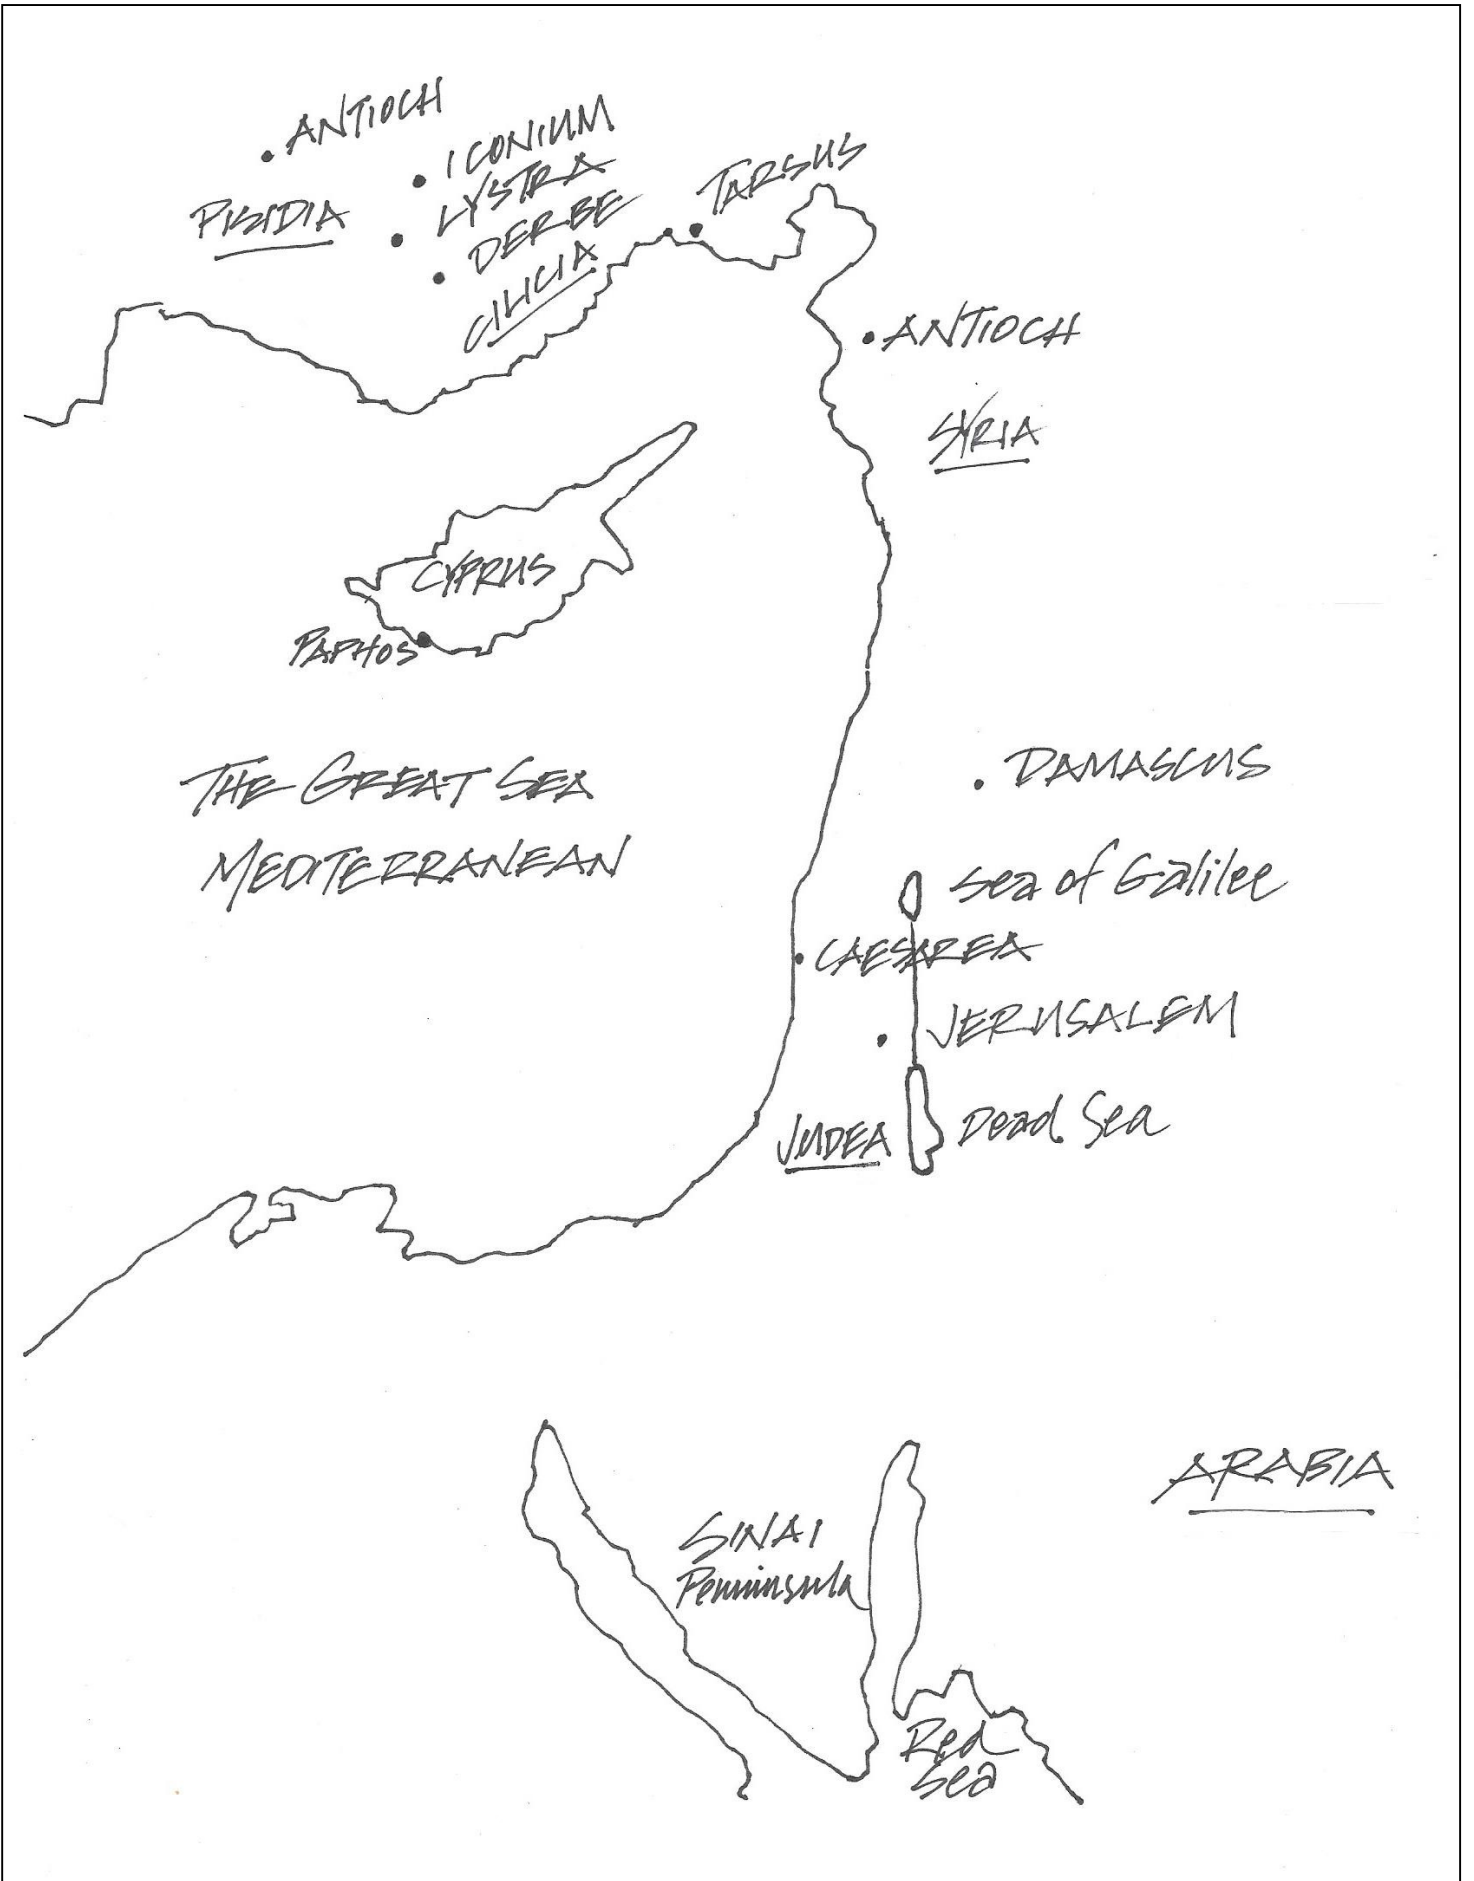 ANTIOCH
ICONIUM
LYSTRA
DERBE
PISIDIA
CILICIA
TARSUS
ANTIOCH
SYRIA
CYPRUS
PAPHOS
THE GREAT SEA
MEDITERRANEAN
DAMASCUS
Sea of Galilee
CAESAREA
JERUSALEM
JUDEA
Dead Sea
ARABIA
SINAI
Penninsula
Red
Sea